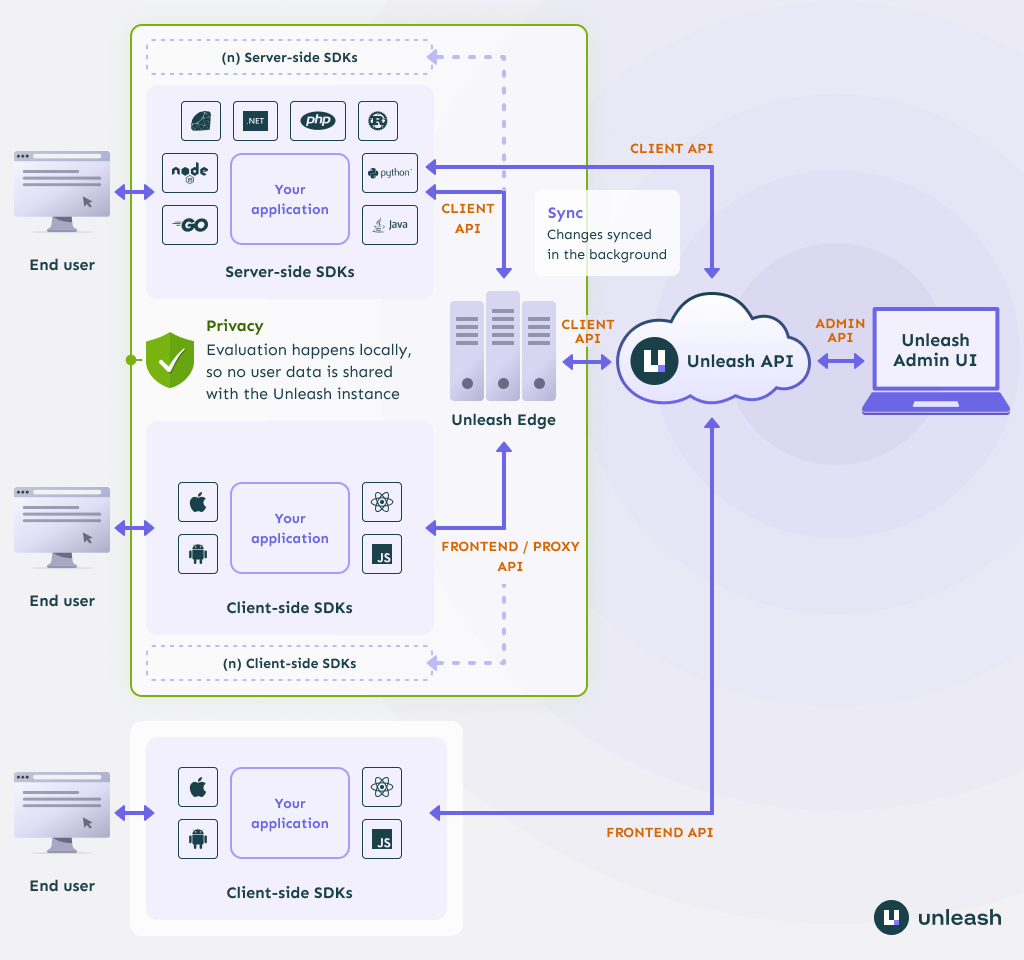 (n) Server-side SDKs
.NET
php
R
node
JS
python
GO
Java
Your
application
Server-side SDKs
End user
CLIENT API
CLIENT
API
Sync
Changes synced
in the background
Privacy
Evaluation happens locally,
so no user data is shared
with the Unleash instance
Unleash Edge
CLIENT
API
Unleash API
ADMIN
API
Unleash
Admin UI
Your
application
JS
Client-side SDKs
End user
FRONTEND / PROXY
API
(n) Client-side SDKs
Your
application
JS
Client-side SDKs
End user
FRONTEND API
unleash